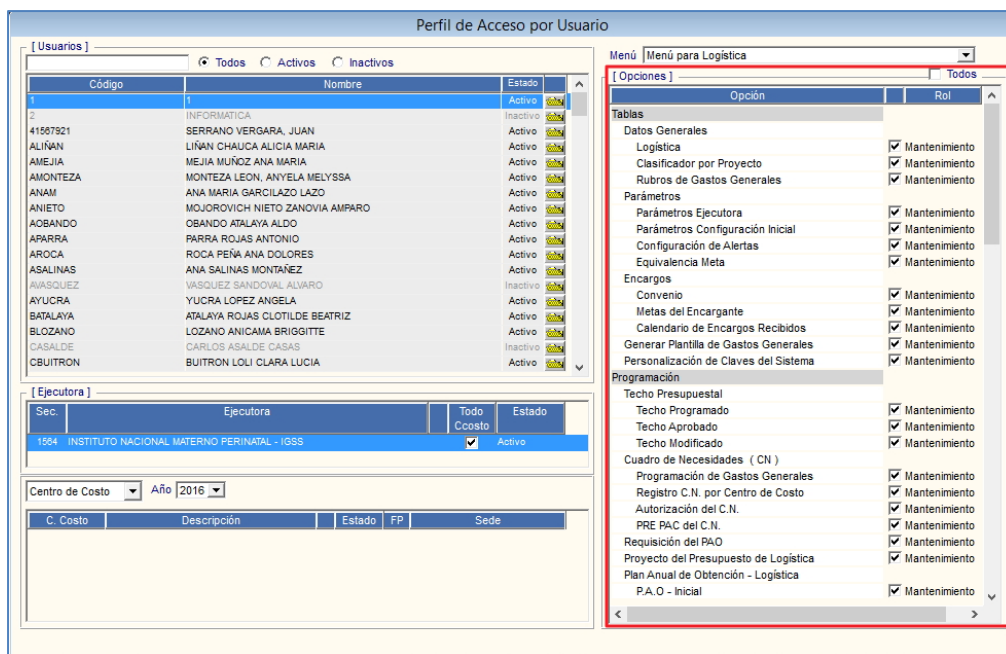 Perfil de Acceso por Usuario
[ Usuarios ]
Todos Activos Inactivos
Código Nombre Estado
1 1 Activo
2 INFORMATICA Inactivo
41567921 SERRANO VERGARA, JUAN Activo
ALIÑAN LIÑAN CHAUCA ALICIA MARIA Activo
AMEJIA MEJIA MUÑOZ ANA MARIA Activo
AMONTEZA MONTEZA LEON, ANYELA MELYSSA Activo
ANAM ANA MARIA GARCILAZO LAZO Activo
ANIETO MOJOROVICH NIETO ZANOVIA AMPARO Activo
AOBANDO OBANDO ATALAYA ALDO Activo
APARRA PARRA ROJAS ANTONIO Activo
AROCA ROCA PEÑA ANA DOLORES Activo
ASALINAS ANA SALINAS MONTAÑEZ Activo
AVASQUEZ VASQUEZ SANDOVAL ALVARO Inactivo
AYUCRA YUCRA LOPEZ ANGELA Activo
BATALAYA ATALAYA ROJAS CLOTILDE BEATRIZ Activo
BLOZANO LOZANO ANICAMA BRIGGITTE Activo
CASALDE CARLOS ASALDE CASAS Inactivo
CBUITRON BUITRON LOLI CLARA LUCIA Activo
[ Ejecutora ]
Sec. Ejecutora Todo Ccosto Estado
1564 INSTITUTO NACIONAL MATERNO PERINATAL - IGSS Activo
Centro de Costo Año 2016
C. Costo Descripción Estado FP Sede
Menú Menú para Logística
[ Opciones ] Todos
Opción Rol
Tablas
Datos Generales
Logística Mantenimiento
Clasificador por Proyecto Mantenimiento
Rubros de Gastos Generales Mantenimiento
Parámetros
Parámetros Ejecutora Mantenimiento
Parámetros Configuración Inicial Mantenimiento
Configuración de Alertas Mantenimiento
Equivalencia Meta Mantenimiento
Encargos
Convenio Mantenimiento
Metas del Encargante Mantenimiento
Calendario de Encargos Recibidos Mantenimiento
Generar Plantilla de Gastos Generales Mantenimiento
Personalización de Claves del Sistema Mantenimiento
Programación
Techo Presupuestal
Techo Programado Mantenimiento
Techo Aprobado Mantenimiento
Techo Modificado Mantenimiento
Cuadro de Necesidades ( CN )
Programación de Gastos Generales Mantenimiento
Registro C.N. por Centro de Costo Mantenimiento
Autorización del C.N. Mantenimiento
PRE PAC del C.N. Mantenimiento
Requisición del PAO Mantenimiento
Proyecto del Presupuesto de Logística Mantenimiento
Plan Anual de Obtención - Logística
P.A.O - Inicial Mantenimiento